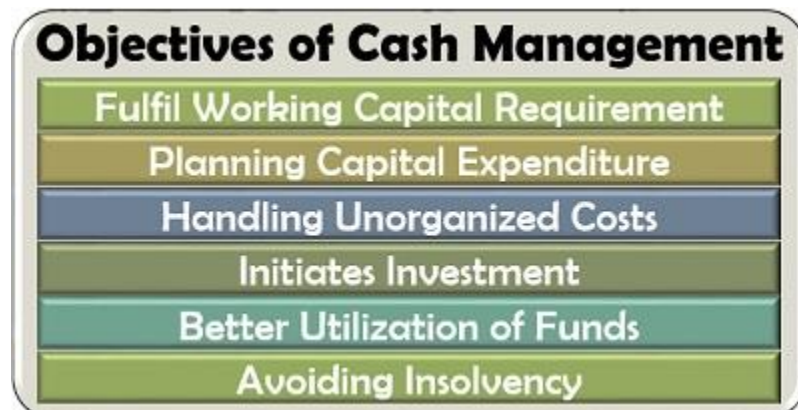 Objectives of Cash Management
Fulfil Working Capital Requirement
Planning Capital Expenditure
Handling Unorganized Costs
Initiates Investment
Better Utilization of Funds
Avoiding Insolvency